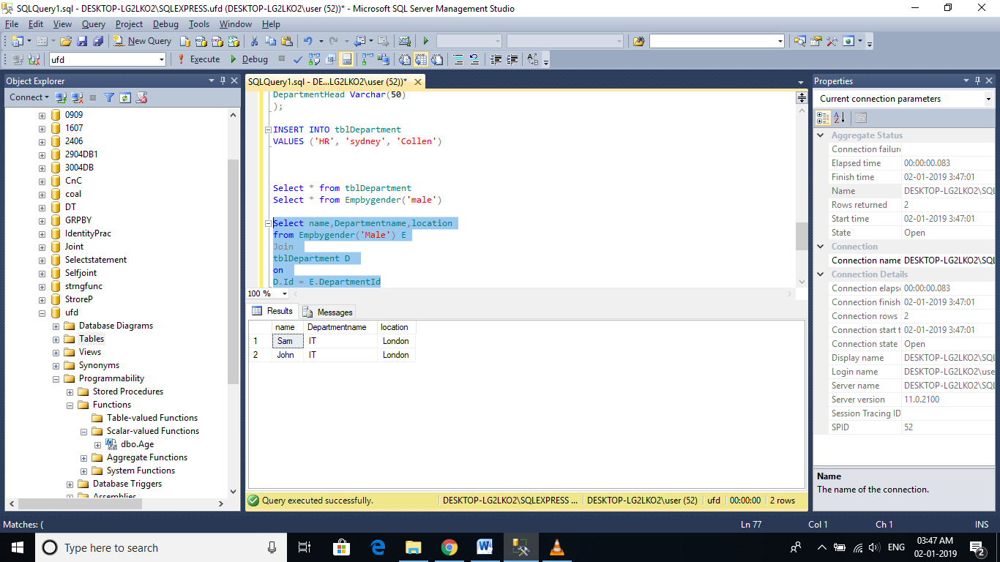 SQLQuery1.sql - DESKTOP-LG2LKO2\SQLEXPRESS.ufd (DESKTOP-LG2LKO2\user (52))* - Microsoft SQL Server Management Studio
File Edit View Query Project Debug Tools Window Help
New Query
ufd Execute Debug
Object Explorer
Connect
0909
1607
2406
2904DB1
3004DB
CnC
coal
DT
GRPBY
IdentityPrac
Joint
Selectstatement
Selfjoint
strngfunc
StroreP
ufd
Database Diagrams
Tables
Views
Synonyms
Programmability
Stored Procedures
Functions
Table-valued Functions
Scalar-valued Functions
dbo.Age
Aggregate Functions
System Functions
Database Triggers
Assemblies
SQLQuery1.sql - DE...LG2LKO2\user (52))*
DepartmentHead Varchar(50)
);
INSERT INTO tblDepartment
VALUES ('HR', 'sydney', 'Collen')
Select * from tblDepartment
Select * from Empbygender('male')
Select name,Departmentname,location
from Empbygender('Male') E
Join
tblDepartment D
on
D.Id = E.DepartmentId
100 %
Results Messages
name Departmentname location
1 Sam IT London
2 John IT London
Query executed successfully. DESKTOP-LG2LKO2\SQLEXPRESS ... DESKTOP-LG2LKO2\user (52) ufd 00:00:00 2 rows
Properties
Current connection parameters
Aggregate Status
Connection failure
Elapsed time 00:00:00.083
Finish time 02-01-2019 3:47:01
Name DESKTOP-LG2LKO2\SQL
Rows returned 2
Start time 02-01-2019 3:47:01
State Open
Connection
Connection name DESKTOP-LG2LKO2\SQL
Connection Details
Connection elaps 00:00:00.083
Connection finish 02-01-2019 3:47:01
Connection rows 2
Connection start t 02-01-2019 3:47:01
Connection state Open
Display name DESKTOP-LG2LKO2\SQL
Login name DESKTOP-LG2LKO2\use
Server name DESKTOP-LG2LKO2\SQL
Server version 11.0.2100
Session Tracing ID
SPID 52
Name
The name of the connection.
Matches: ( Ln 77 Col 1 Ch 1 INS
Type here to search
ENG
03:47 AM
02-01-2019
2